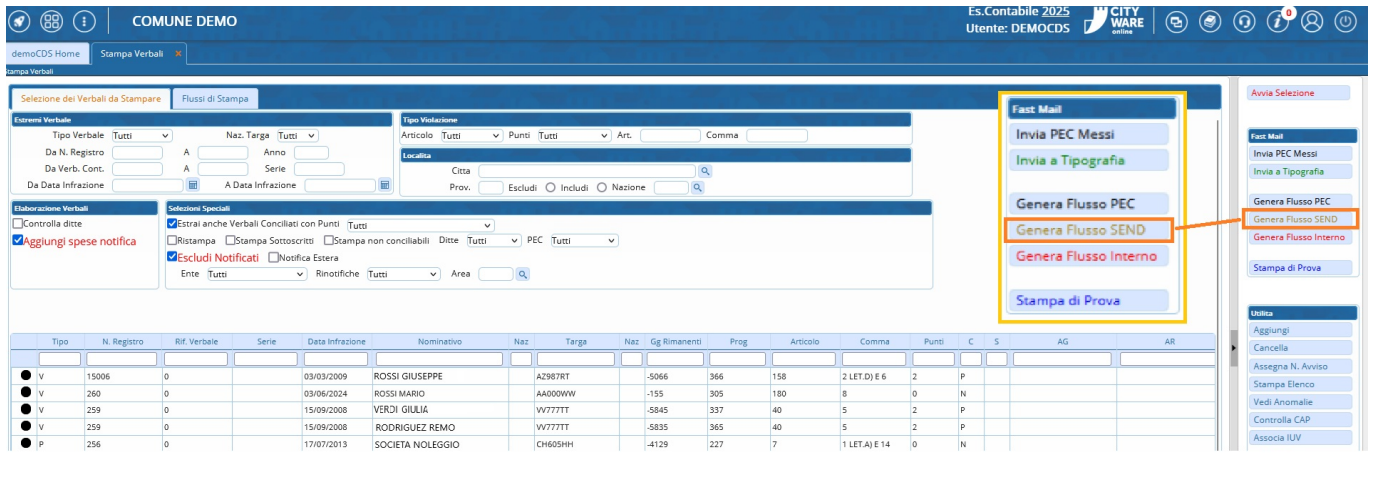 COMUNE DEMO
Es.Contabile 2025
Utente: DEMOCDS
CITY
WARE
online
0
demoCDS Home Stampa Verbali ×
Stampa Verbali
Selezione dei Verbali da Stampare Flussi di Stampa
Estremi Verbale
Tipo Verbale Tutti Naz. Targa Tutti
Da N. Registro A Anno
Da Verb. Cont. A Serie
Da Data Infrazione A Data Infrazione
Tipo Violazione
Articolo Tutti Punti Tutti Art. Comma
Localita
Citta
Prov. Escludi Includi Nazione
Elaborazione Verbali
Controlla ditte
Aggiungi spese notifica
Selezioni Speciali
Estrai anche Verbali Conciliati con Punti Tutti
Ristampa Stampa Sottoscritti Stampa non conciliabili Ditte Tutti PEC Tutti
Escludi Notificati Notifica Estera
Ente Tutti Rinotifiche Tutti Area
Fast Mail
Invia PEC Messi
Invia a Tipografia
Genera Flusso PEC
Genera Flusso SEND
Genera Flusso Interno
Stampa di Prova
Avvia Selezione
Fast Mail
Invia PEC Messi
Invia a Tipografia
Genera Flusso PEC
Genera Flusso SEND
Genera Flusso Interno
Stampa di Prova
Utilita
Aggiungi
Cancella
Assegna N. Avviso
Stampa Elenco
Vedi Anomalie
Controlla CAP
Associa IUV
Tipo N. Registro Rif. Verbale Serie Data Infrazione Nominativo Naz Targa Naz Gg Rimanenti Prog Articolo Comma Punti C S AG AR
V 15006 0 03/03/2009 ROSSI GIUSEPPE AZ987RT -5066 366 158 2 LET.D) E 6 2 P
V 260 0 03/06/2024 ROSSI MARIO AA000WW -155 305 180 8 0 N
V 259 0 15/09/2008 VERDI GIULIA VV777TT -5845 337 40 5 2 P
V 259 0 15/09/2008 RODRIGUEZ REMO VV777TT -5835 365 40 5 2 P
P 256 0 17/07/2013 SOCIETA NOLEGGIO CH605HH -4129 227 7 1 LET.A) E 14 0 N